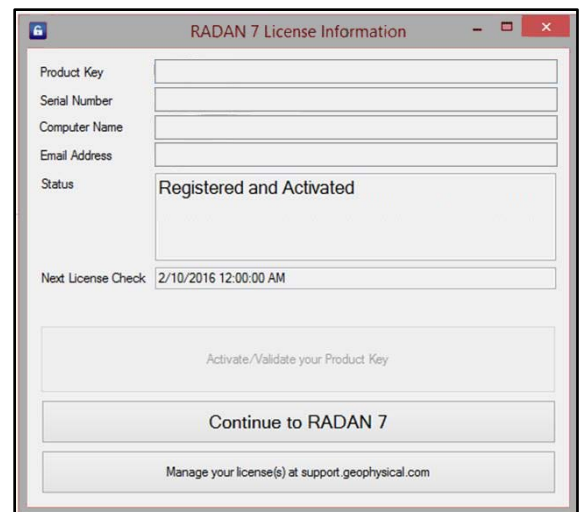 RADAN 7 License Information
Product Key
Serial Number
Computer Name
Email Address
Status
Registered and Activated
Next License Check
2/10/2016 12:00:00 AM
Activate/Validate your Product Key
Continue to RADAN 7
Manage your license(s) at support.geophysical.com